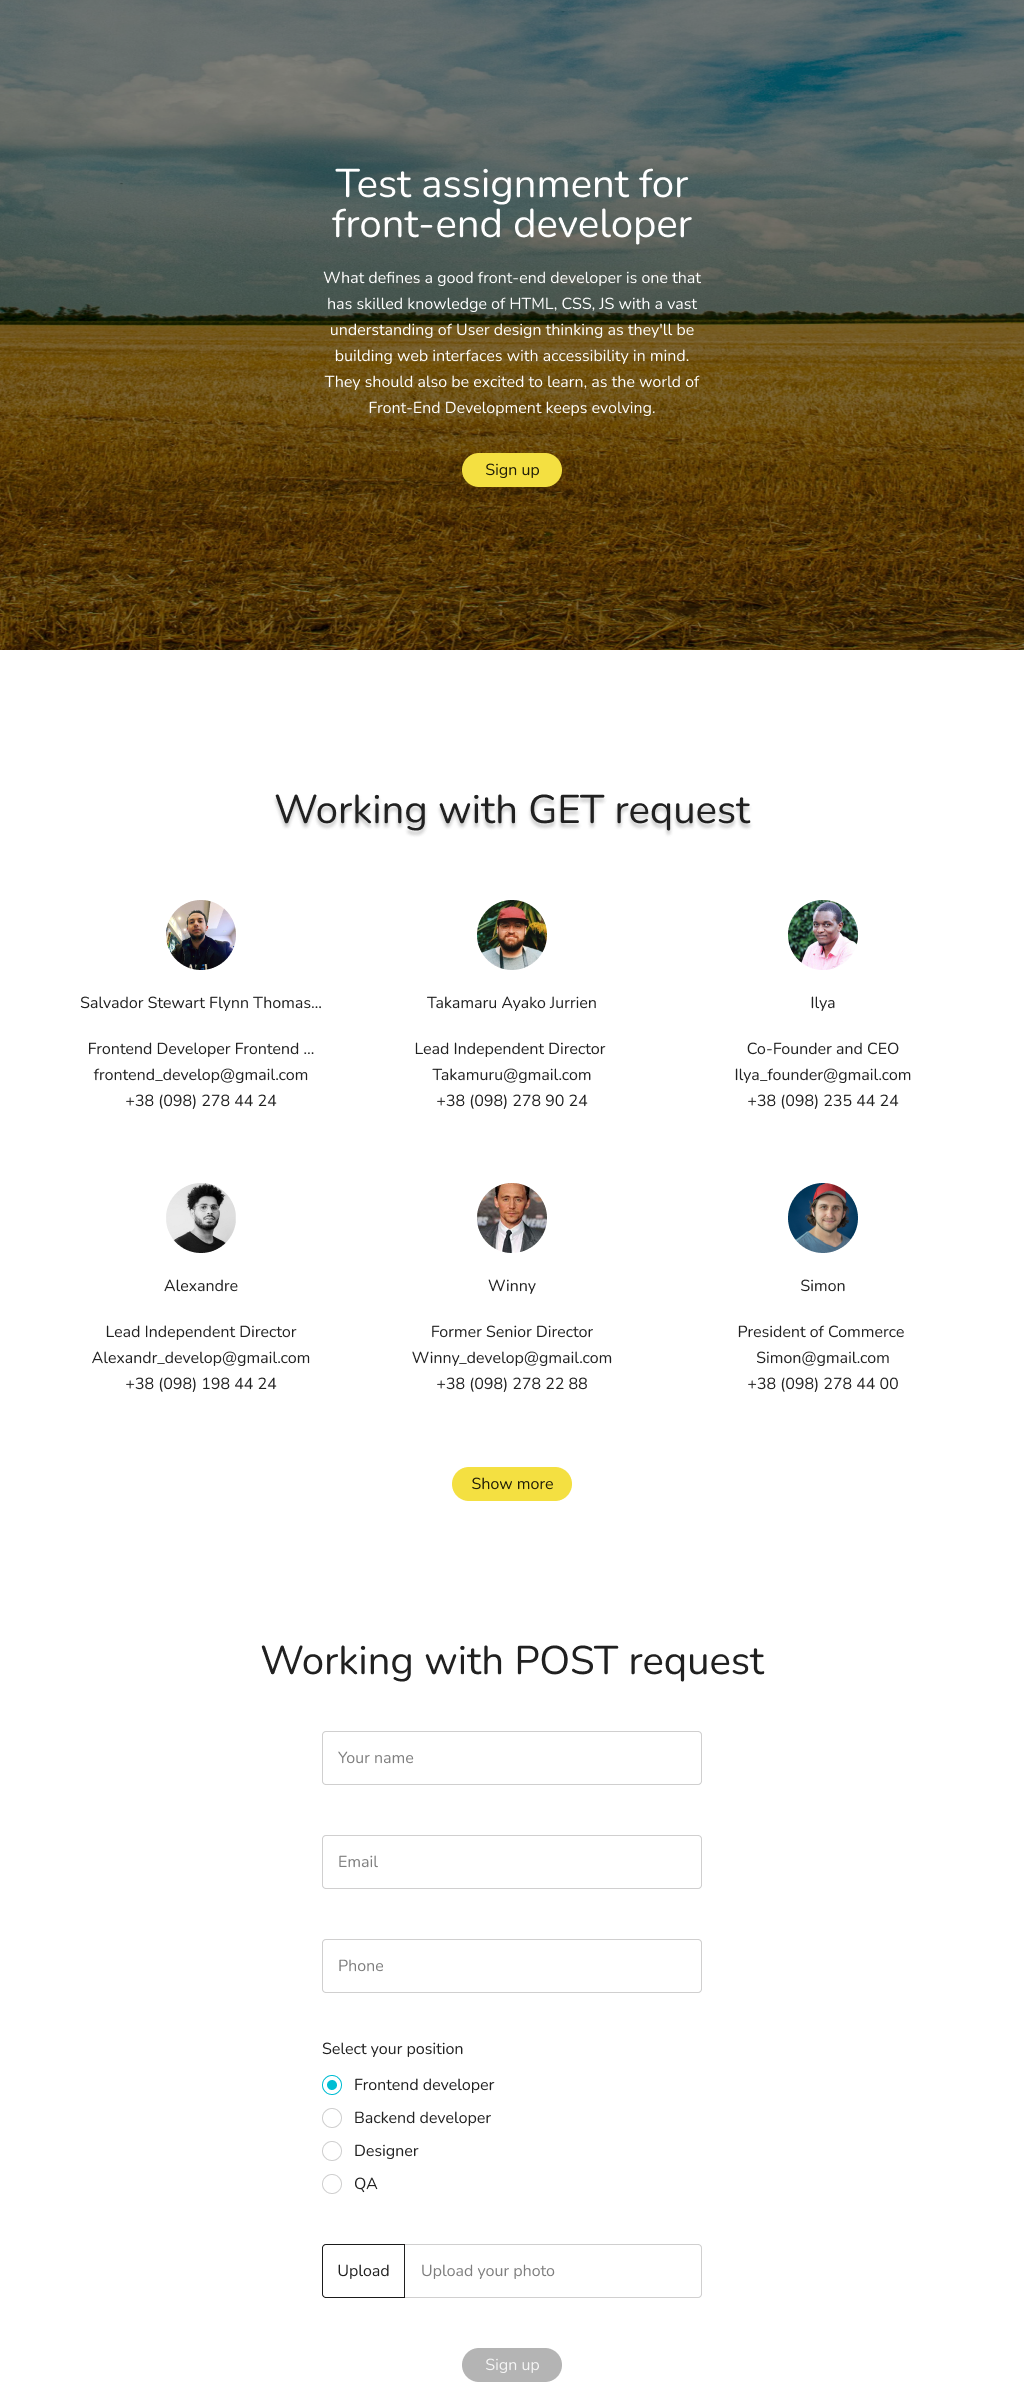 Test assignment for
front-end developer
What defines a good front-end developer is one that
has skilled knowledge of HTML, CSS, JS with a vast
understanding of User design thinking as they'll be
building web interfaces with accessibility in mind.
They should also be excited to learn, as the world of
Front-End Development keeps evolving.
Sign up
Working with GET request
Salvador Stewart Flynn Thomas...
Frontend Developer Frontend ...
frontend_develop@gmail.com
+38 (098) 278 44 24
Takamaru Ayako Jurrien
Lead Independent Director
Takamuru@gmail.com
+38 (098) 278 90 24
Ilya
Co-Founder and CEO
Ilya_founder@gmail.com
+38 (098) 235 44 24
Alexandre
Lead Independent Director
Alexandr_develop@gmail.com
+38 (098) 198 44 24
Winny
Former Senior Director
Winny_develop@gmail.com
+38 (098) 278 22 88
Simon
President of Commerce
Simon@gmail.com
+38 (098) 278 44 00
Show more
Working with POST request
Your name
Email
Phone
Select your position
Frontend developer
Backend developer
Designer
QA
Upload
Upload your photo
Sign up